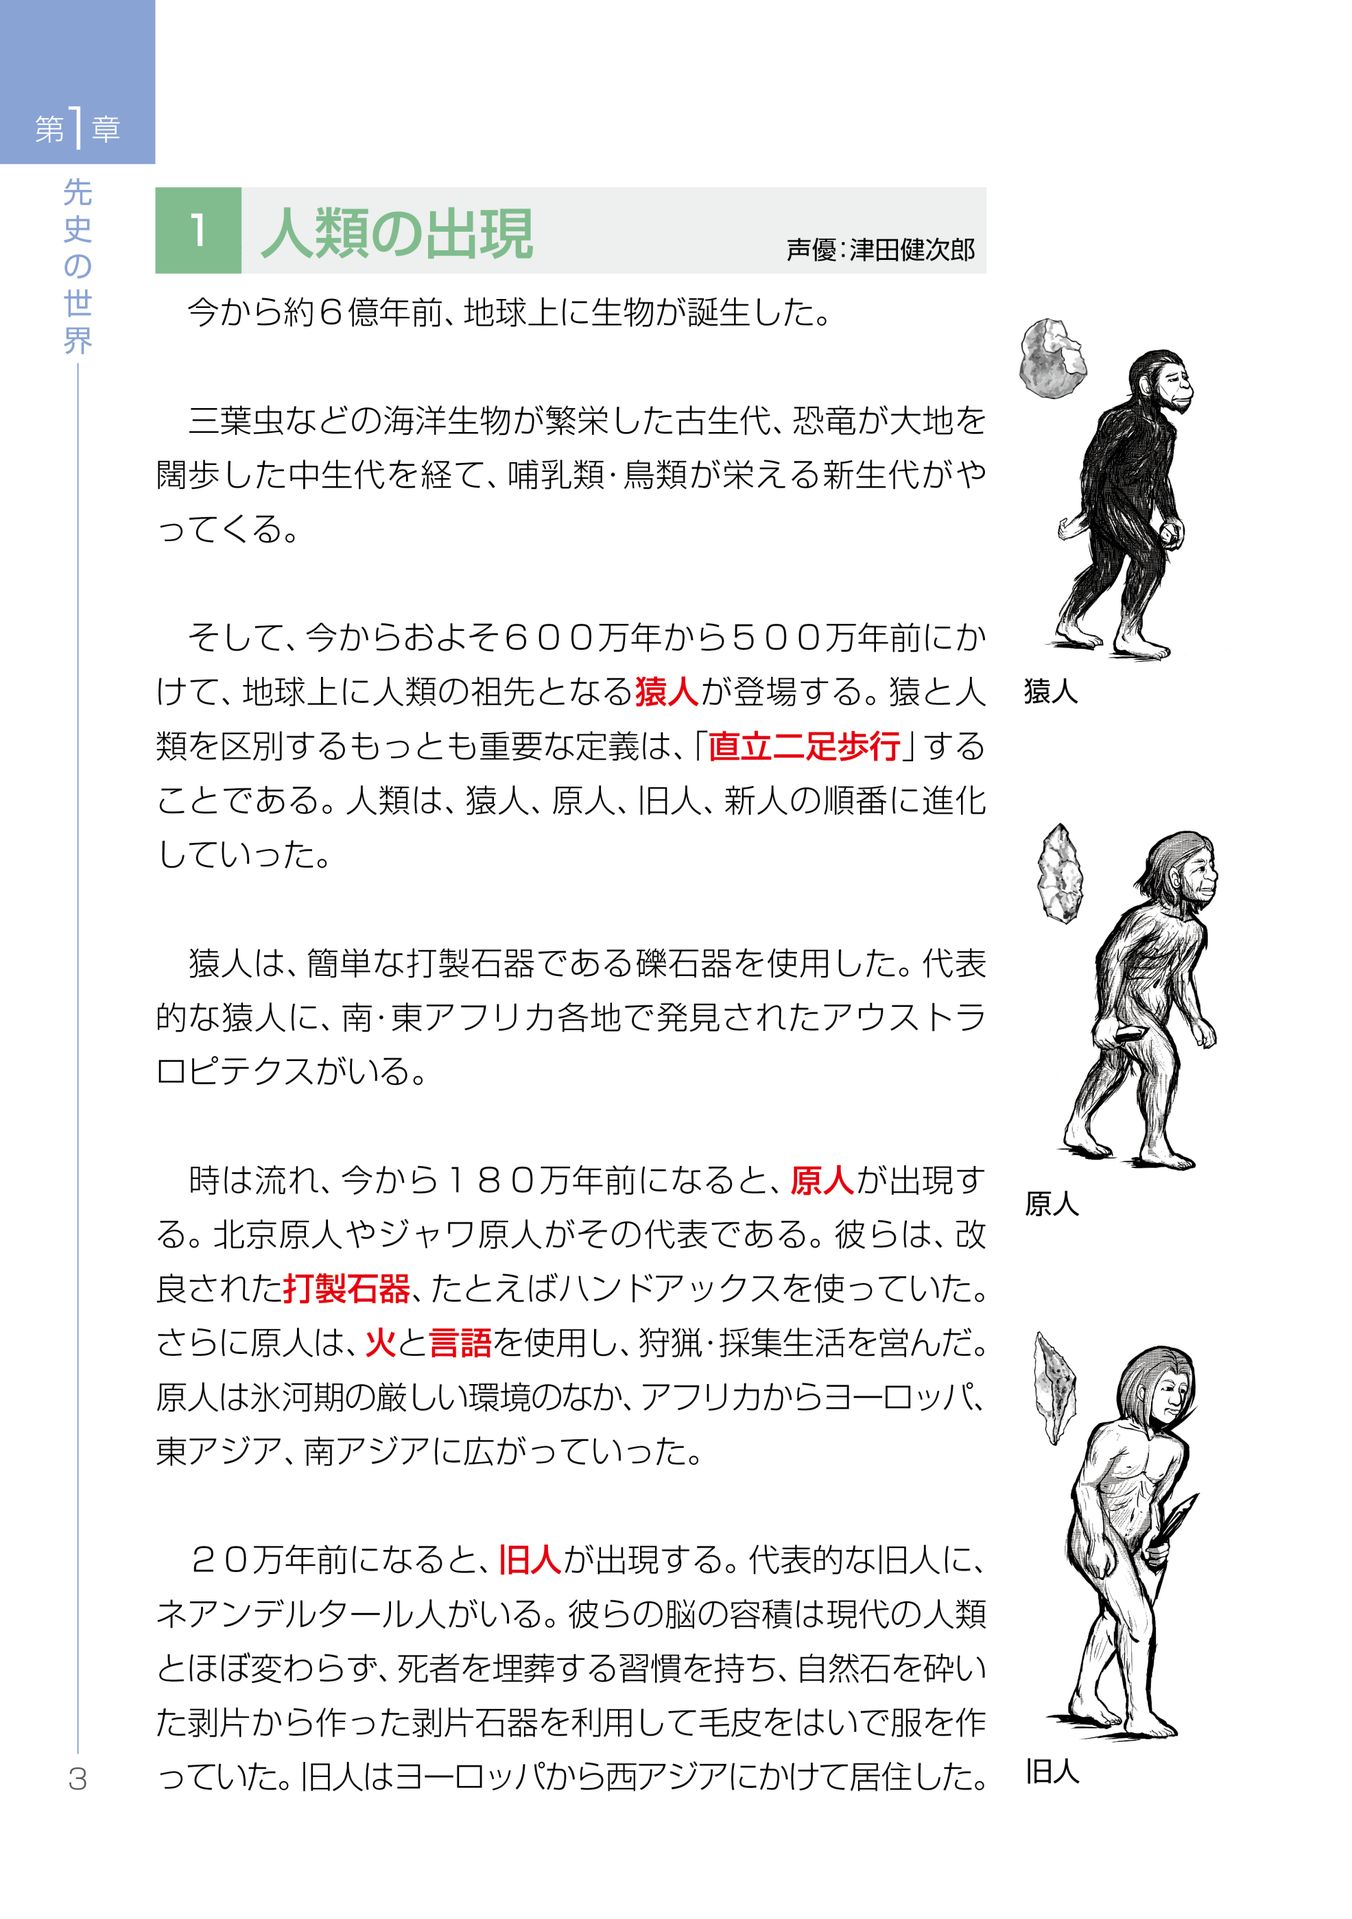 第1章
先史の世界
1 人類の出現
声優:津田健次郎
今から約6億年前、地球上に生物が誕生した。
三葉虫などの海洋生物が繁栄した古生代、恐竜が大地を
闊歩した中生代を経て、哺乳類・鳥類が栄える新生代がや
ってくる。
そして、今からおよそ600万年から500万年前にか
けて、地球上に人類の祖先となる猿人が登場する。猿と人
類を区別するもっとも重要な定義は、「直立二足歩行」する
ことである。人類は、猿人、原人、旧人、新人の順番に進化
していった。
猿人は、簡単な打製石器である礫石器を使用した。代表
的な猿人に、南・東アフリカ各地で発見されたアウストラ
ロピテクスがいる。
時は流れ、今から180万年前になると、原人が出現す
る。北京原人やジャワ原人がその代表である。彼らは、改
良された打製石器、たとえばハンドアックスを使っていた。
さらに原人は、火と言語を使用し、狩猟・採集生活を営んだ。
原人は氷河期の厳しい環境のなか、アフリカからヨーロッパ、
東アジア、南アジアに広がっていった。
20万年前になると、旧人が出現する。代表的な旧人に、
ネアンデルタール人がいる。彼らの脳の容積は現代の人類
とほぼ変わらず、死者を埋葬する習慣を持ち、自然石を砕い
た剥片から作った剥片石器を利用して毛皮をはいで服を作
っていた。旧人はヨーロッパから西アジアにかけて居住した。
猿人
原人
旧人
3